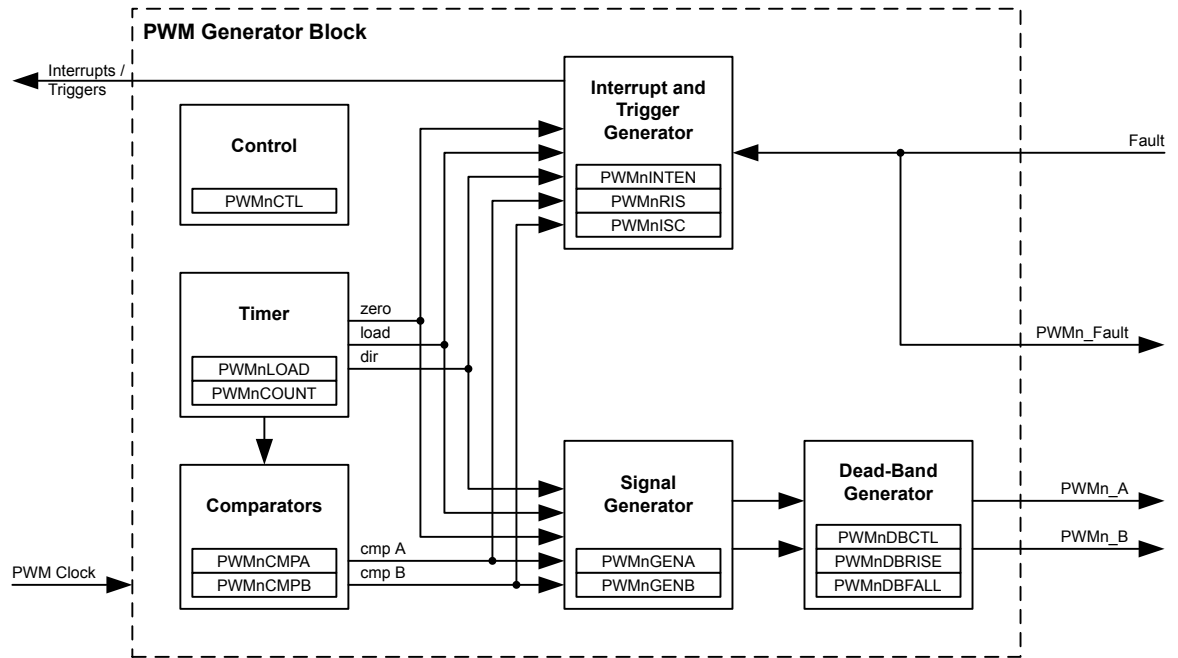 PWM Generator Block
Interrupts /
Triggers
Control
PWMnCTL
Interrupt and
Trigger
Generator
PWMnINTEN
PWMnRIS
PWMnISC
Fault
Timer
PWMnLOAD
PWMnCOUNT
zero
load
dir
PWMn_Fault
Comparators
PWMnCMPA
PWMnCMPB
cmp A
cmp B
Signal
Generator
PWMnGENA
PWMnGENB
Dead-Band
Generator
PWMnDBCTL
PWMnDBRISE
PWMnDBFALL
PWMn_A
PWMn_B
PWM Clock